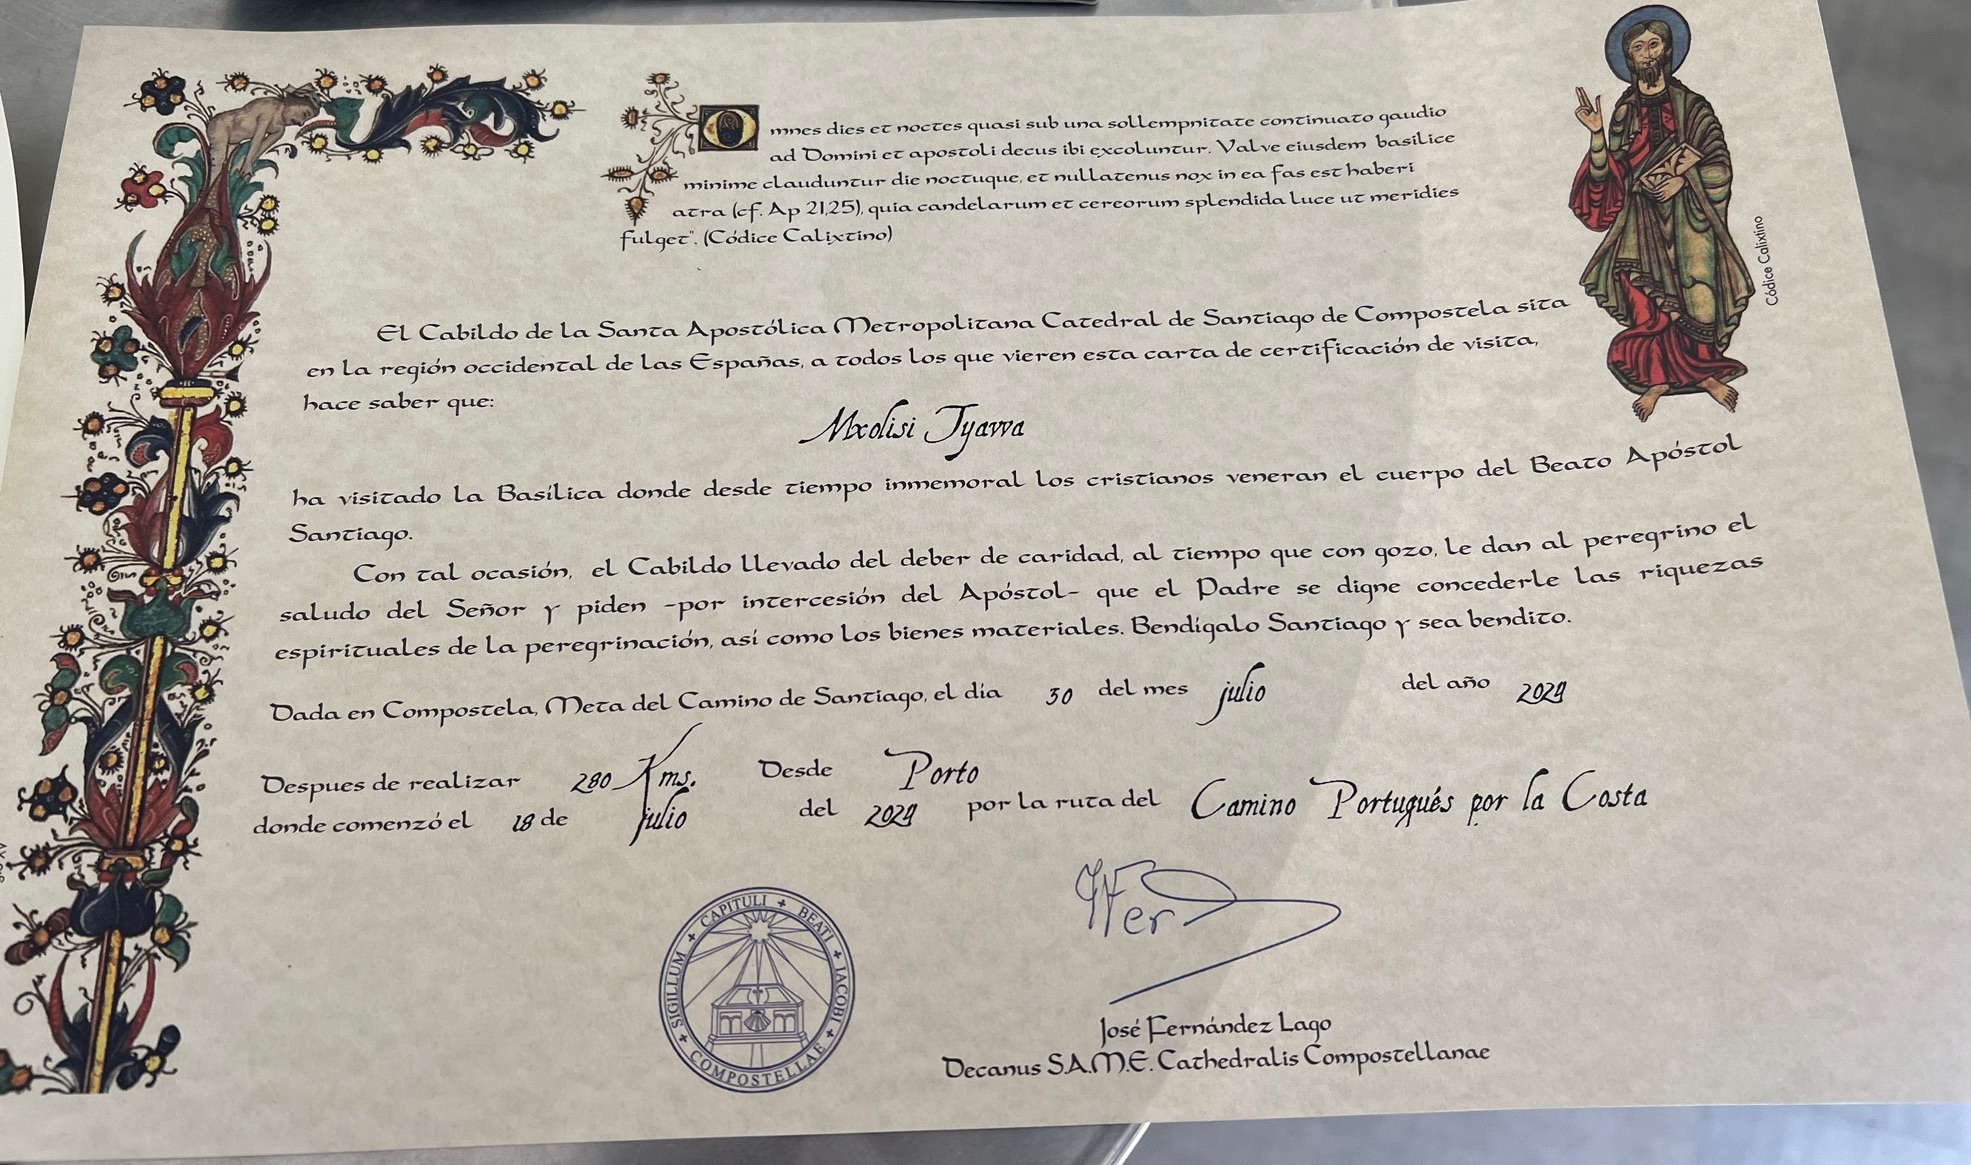 Omnes dies et noctes quasi sub una sollempnitate continuato gaudio
ad Domini et apostoli decus ibi excoluntur. Valve eiusdem basilice
minime clauduntur die noctuque, et nullatenus nox in ea fas est haberi
atra (cf. Ap 21,25), quia candelarum et cereorum splendida luce ut meridies
fulget". (Códice Calixtino)
Códice Calixtino
El Cabildo de la Santa Apostólica Metropolitana Catedral de Santiago de Compostela sita
en la región occidental de las Españas, a todos los que vieren esta carta de certificación de visita,
hace saber que:
Mxolisi Tyawa
ha visitado la Basílica donde desde tiempo inmemoral los cristianos veneran el cuerpo del Beato Apóstol
Santiago.
Con tal ocasión, el Cabildo llevado del deber de caridad, al tiempo que con gozo, le dan al peregrino el
saludo del Señor y piden -por intercesión del Apóstol- que el Padre se digne concederle las riquezas
espirituales de la peregrinación, así como los bienes materiales. Bendígalo Santiago y sea bendito.
Dada en Compostela, Meta del Camino de Santiago, el día 30 del mes julio del año 2024
Despues de realizar 280 Kms. Desde Porto
donde comenzó el 18 de julio del 2024 por la ruta del Camino Portugués por la Costa
SIGILLUM + CAPITULI + BEATI + IACOBI + COMPOSTELLAE +
José Fernández Lago
Decanus S.A.M.E. Cathedralis Compostellanae